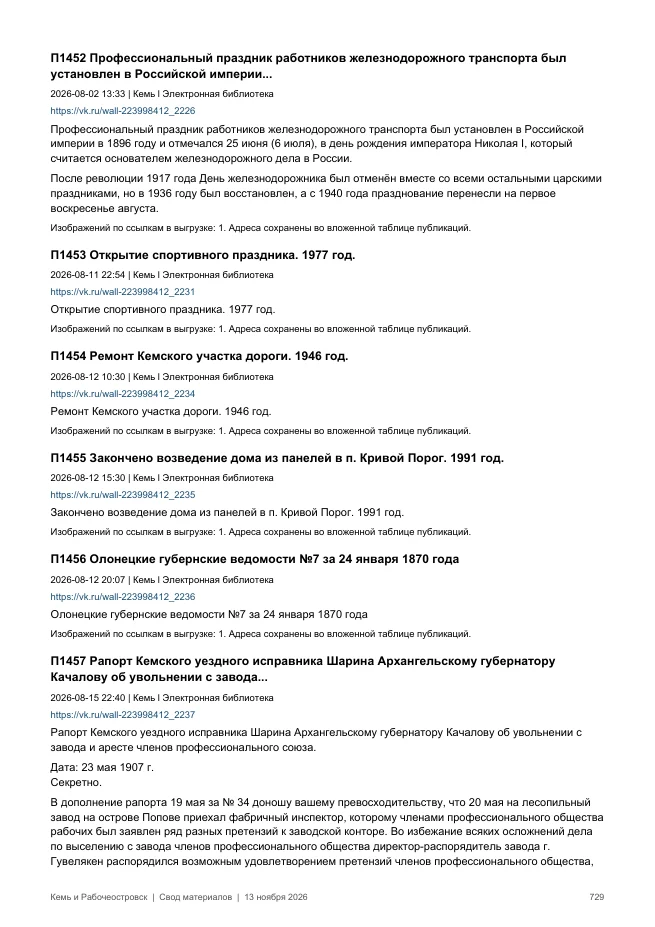 П1452 Профессиональный праздник работников железнодорожного транспорта был
установлен в Российской империи...
2026-08-02 13:33 | Кемь I Электронная библиотека
https://vk.ru/wall-223998412_2226
Профессиональный праздник работников железнодорожного транспорта был установлен в Российской
империи в 1896 году и отмечался 25 июня (6 июля), в день рождения императора Николая I, который
считается основателем железнодорожного дела в России.
После революции 1917 года День железнодорожника был отменён вместе со всеми остальными царскими
праздниками, но в 1936 году был восстановлен, а с 1940 года празднование перенесли на первое
воскресенье августа.
Изображений по ссылкам в выгрузке: 1. Адреса сохранены во вложенной таблице публикаций.
П1453 Открытие спортивного праздника. 1977 год.
2026-08-11 22:54 | Кемь I Электронная библиотека
https://vk.ru/wall-223998412_2231
Открытие спортивного праздника. 1977 год.
Изображений по ссылкам в выгрузке: 1. Адреса сохранены во вложенной таблице публикаций.
П1454 Ремонт Кемского участка дороги. 1946 год.
2026-08-12 10:30 | Кемь I Электронная библиотека
https://vk.ru/wall-223998412_2234
Ремонт Кемского участка дороги. 1946 год.
Изображений по ссылкам в выгрузке: 1. Адреса сохранены во вложенной таблице публикаций.
П1455 Закончено возведение дома из панелей в п. Кривой Порог. 1991 год.
2026-08-12 15:30 | Кемь I Электронная библиотека
https://vk.ru/wall-223998412_2235
Закончено возведение дома из панелей в п. Кривой Порог. 1991 год.
Изображений по ссылкам в выгрузке: 1. Адреса сохранены во вложенной таблице публикаций.
П1456 Олонецкие губернские ведомости №7 за 24 января 1870 года
2026-08-12 20:07 | Кемь I Электронная библиотека
https://vk.ru/wall-223998412_2236
Олонецкие губернские ведомости №7 за 24 января 1870 года
Изображений по ссылкам в выгрузке: 1. Адреса сохранены во вложенной таблице публикаций.
П1457 Рапорт Кемского уездного исправника Шарина Архангельскому губернатору
Качалову об увольнении с завода...
2026-08-15 22:40 | Кемь I Электронная библиотека
https://vk.ru/wall-223998412_2237
Рапорт Кемского уездного исправника Шарина Архангельскому губернатору Качалову об увольнении с
завода и аресте членов профессионального союза.
Дата: 23 мая 1907 г.
Секретно.
В дополнение рапорта 19 мая за № 34 доношу вашему превосходительству, что 20 мая на лесопильный
завод на острове Попове приехал фабричный инспектор, которому членами профессионального общества
рабочих был заявлен ряд разных претензий к заводской конторе. Во избежание всяких осложнений дела
по выселению с завода членов профессионального общества директор-распорядитель завода г.
Гувелякен распорядился возможным удовлетворением претензий членов профессионального общества,
Кемь и Рабочеостровск | Свод материалов | 13 ноября 2026
729